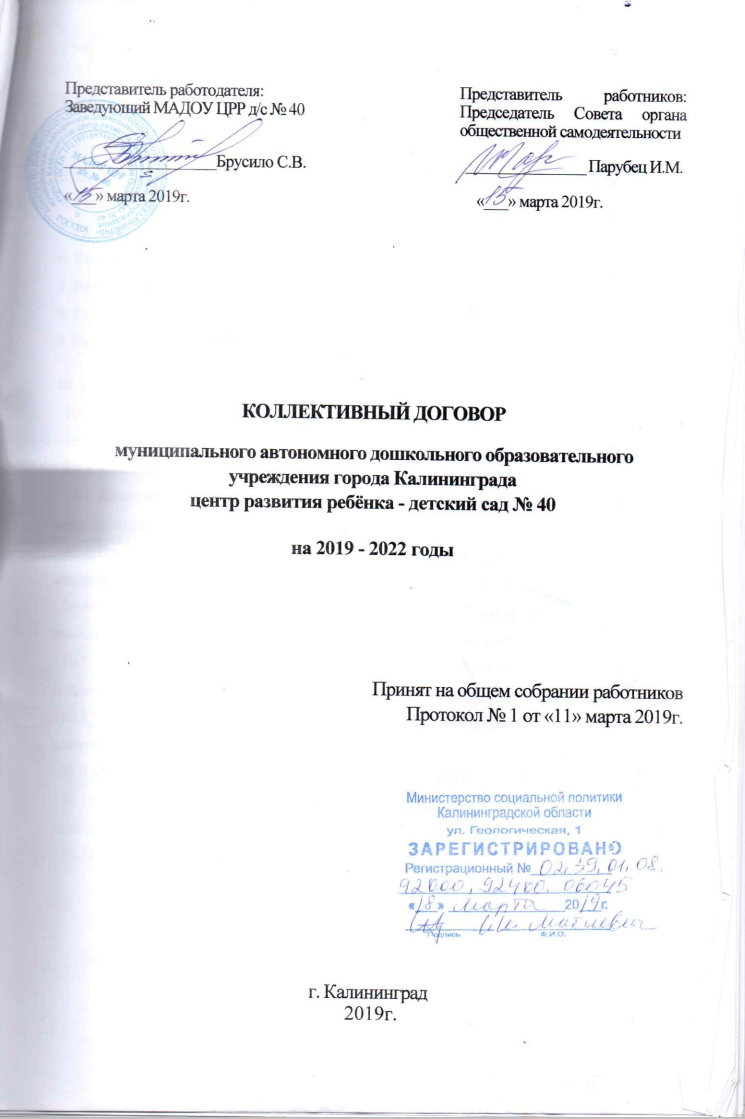 Представитель работодателя:
Заведующий МАДОУ ЦРР д/с № 40
Брусило С.В.
«15» марта 2019г.
Представитель работников:
Председатель Совета органа
общественной самодеятельности
Парубец И.М.
«15» марта 2019г.
КОЛЛЕКТИВНЫЙ ДОГОВОР
муниципального автономного дошкольного образовательного
учреждения города Калининграда
центр развития ребёнка - детский сад № 40
на 2019 - 2022 годы
Принят на общем собрании работников
Протокол № 1 от «11» марта 2019г.
Министерство социальной политики
Калининградской области
ул. Геологическая, 1
ЗАРЕГИСТРИРОВАНО
Регистрационный № 02, 39, 01, 08,
92000, 92400, 06045
«18» марта 2019г.
Матиевич
Подпись Ф.И.О.
г. Калининград
2019г.